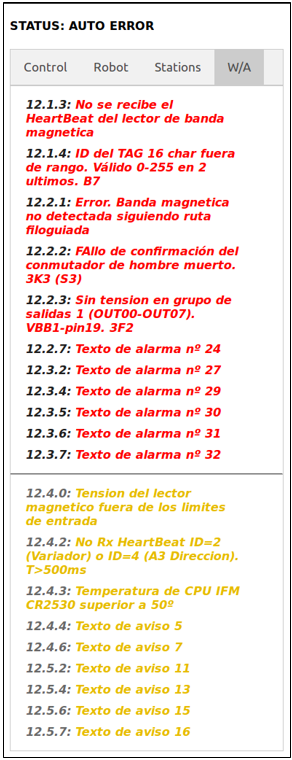 STATUS: AUTO ERROR
Control Robot Stations W/A
12.1.3: No se recibe el
HeartBeat del lector de banda
magnetica
12.1.4: ID del TAG 16 char fuera
de rango. Válido 0-255 en 2
ultimos. B7
12.2.1: Error. Banda magnetica
no detectada siguiendo ruta
filoguiada
12.2.2: FAllo de confirmación del
conmutador de hombre muerto.
3K3 (S3)
12.2.3: Sin tension en grupo de
salidas 1 (OUT00-OUT07).
VBB1-pin19. 3F2
12.2.7: Texto de alarma nº 24
12.3.2: Texto de alarma nº 27
12.3.4: Texto de alarma nº 29
12.3.5: Texto de alarma nº 30
12.3.6: Texto de alarma nº 31
12.3.7: Texto de alarma nº 32
12.4.0: Tension del lector
magnetico fuera de los limites
de entrada
12.4.2: No Rx HeartBeat ID=2
(Variador) o ID=4 (A3 Direccion).
T>500ms
12.4.3: Temperatura de CPU IFM
CR2530 superior a 50º
12.4.4: Texto de aviso 5
12.4.6: Texto de aviso 7
12.5.2: Texto de aviso 11
12.5.4: Texto de aviso 13
12.5.6: Texto de aviso 15
12.5.7: Texto de aviso 16